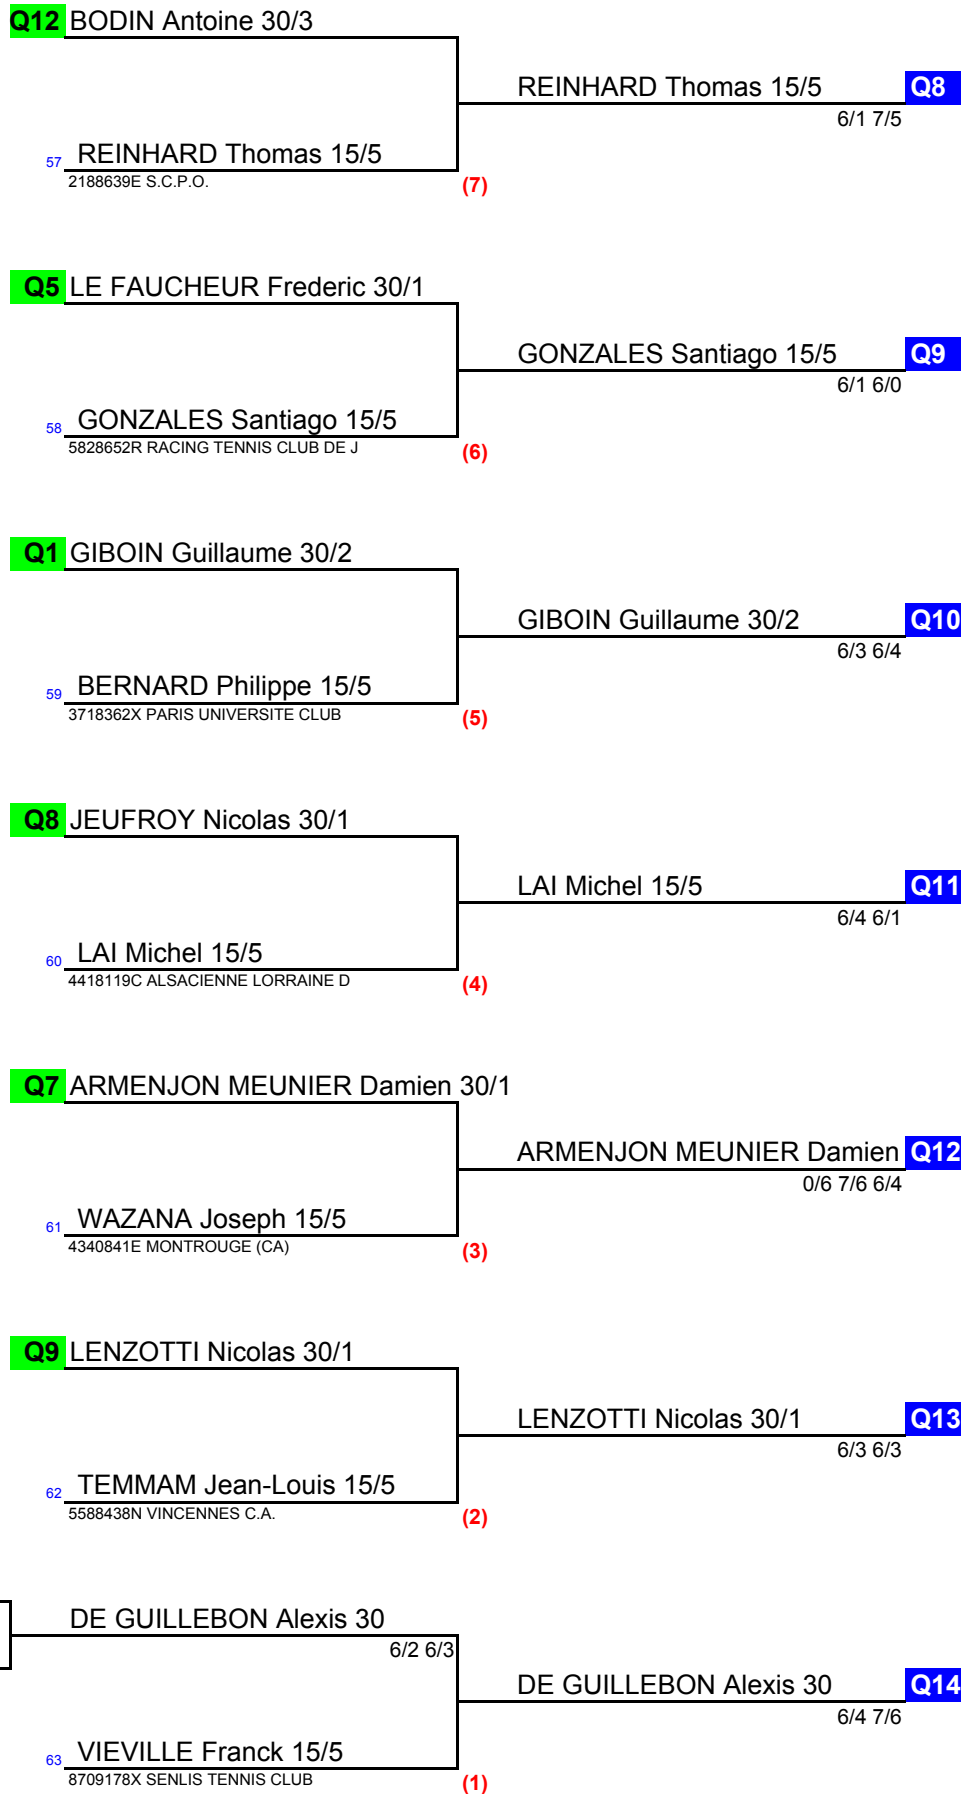 Q12 BODIN Antoine 30/3
REINHARD Thomas 15/5 Q8
6/1 7/5
57 REINHARD Thomas 15/5
2188639E S.C.P.O.
(7)
Q5 LE FAUCHEUR Frederic 30/1
GONZALES Santiago 15/5 Q9
6/1 6/0
58 GONZALES Santiago 15/5
5828652R RACING TENNIS CLUB DE J
(6)
Q1 GIBOIN Guillaume 30/2
GIBOIN Guillaume 30/2 Q10
6/3 6/4
59 BERNARD Philippe 15/5
3718362X PARIS UNIVERSITE CLUB
(5)
Q8 JEUFROY Nicolas 30/1
LAI Michel 15/5 Q11
6/4 6/1
60 LAI Michel 15/5
4418119C ALSACIENNE LORRAINE D
(4)
Q7 ARMENJON MEUNIER Damien 30/1
ARMENJON MEUNIER Damien Q12
0/6 7/6 6/4
61 WAZANA Joseph 15/5
4340841E MONTROUGE (CA)
(3)
Q9 LENZOTTI Nicolas 30/1
LENZOTTI Nicolas 30/1 Q13
6/3 6/3
62 TEMMAM Jean-Louis 15/5
5588438N VINCENNES C.A.
(2)
DE GUILLEBON Alexis 30
6/2 6/3
DE GUILLEBON Alexis 30 Q14
6/4 7/6
63 VIEVILLE Franck 15/5
8709178X SENLIS TENNIS CLUB
(1)